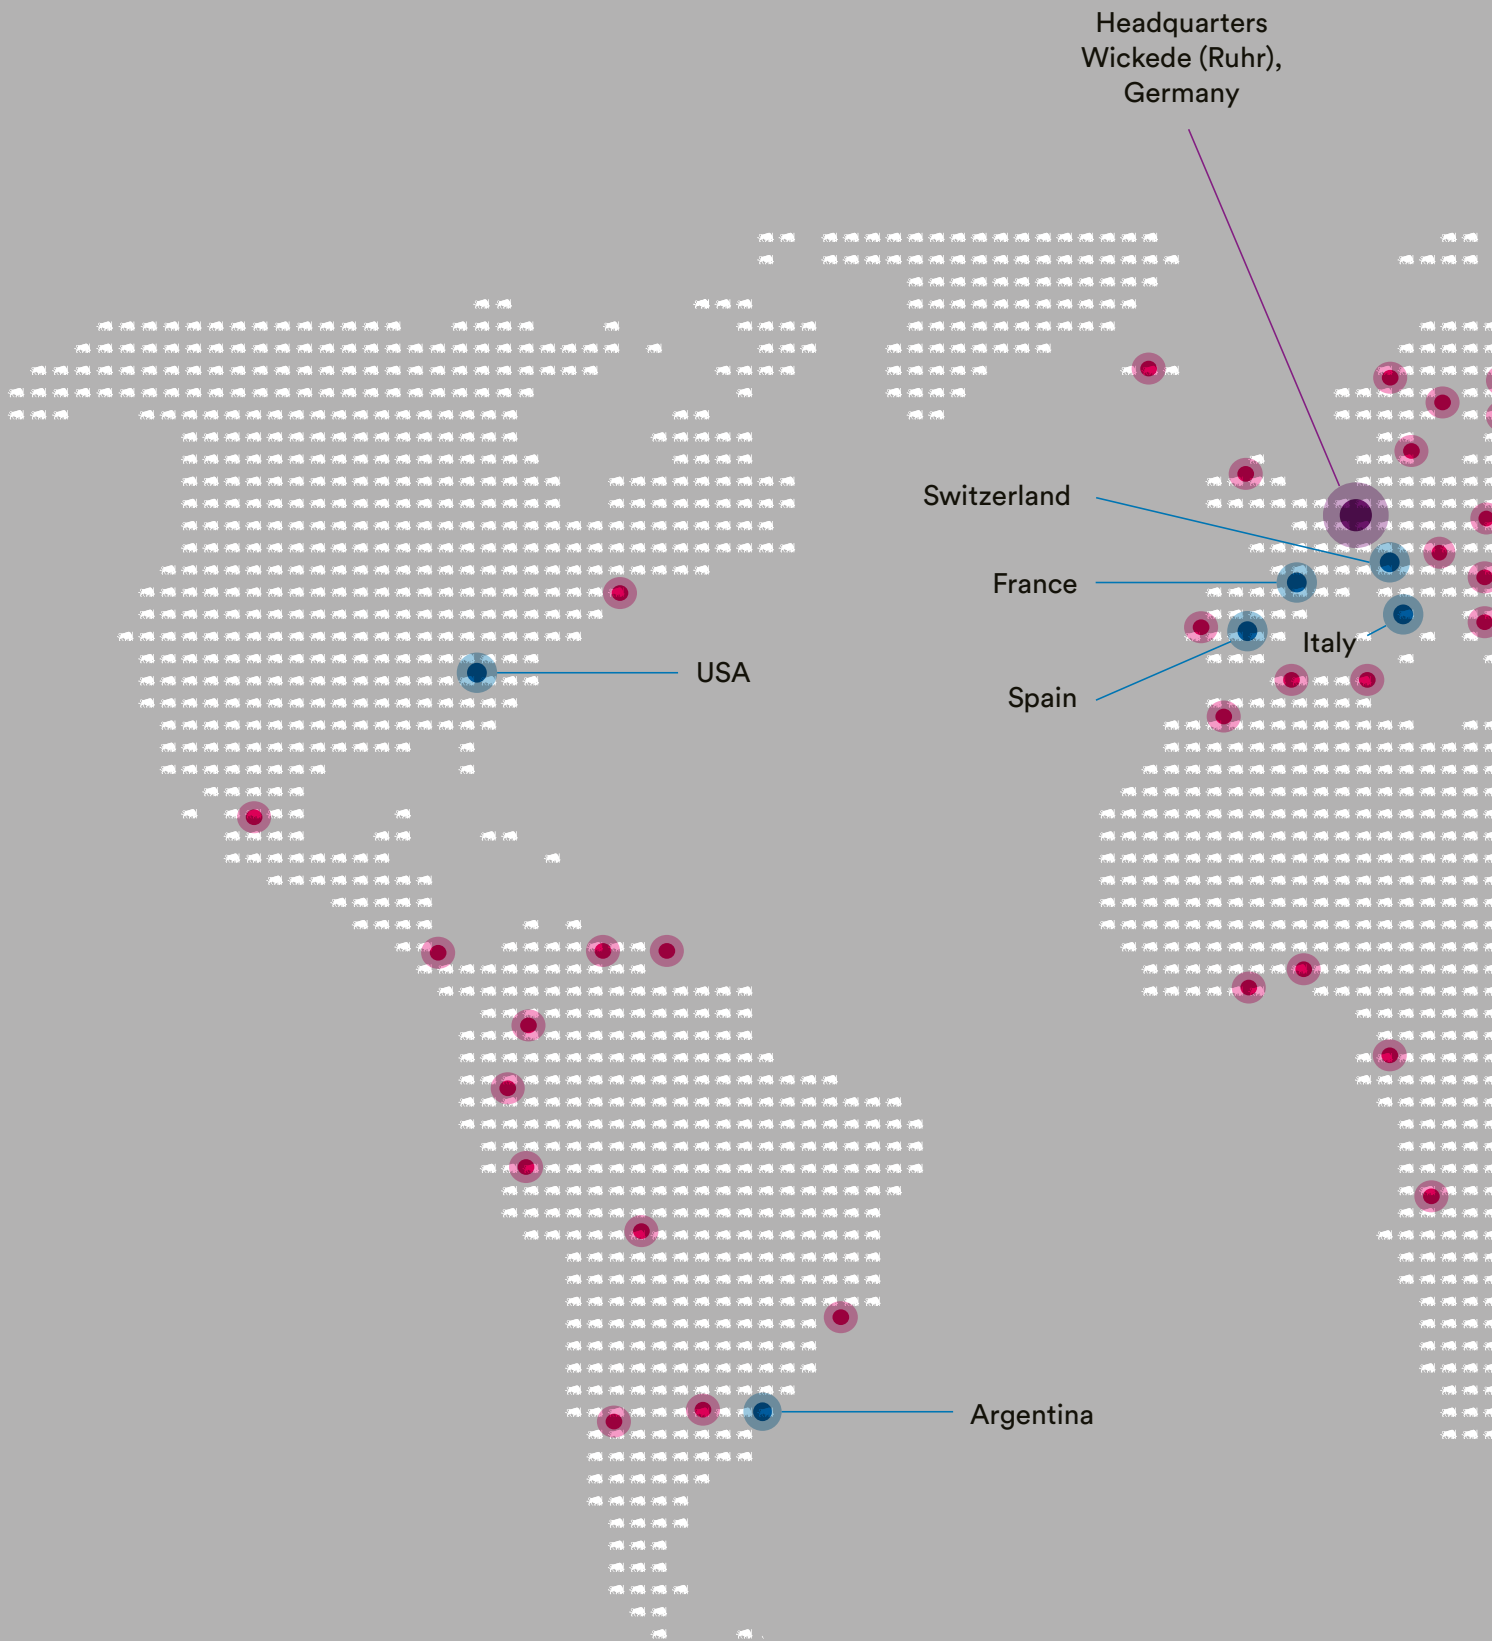 Headquarters
Wickede (Ruhr),
Germany
Switzerland
France
Italy
USA
Spain
Argentina